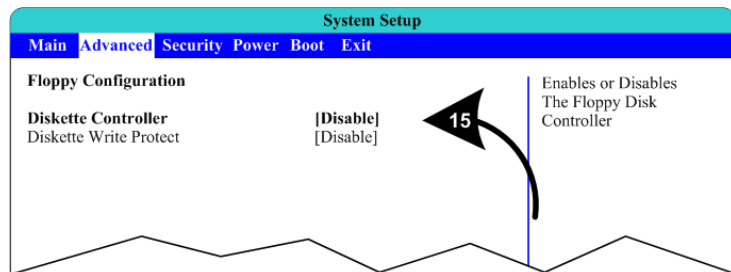 System Setup
Main Advanced Security Power Boot Exit
Floppy Configuration
Diskette Controller [Disable]
Diskette Write Protect [Disable]
15
Enables or Disables
The Floppy Disk
Controller